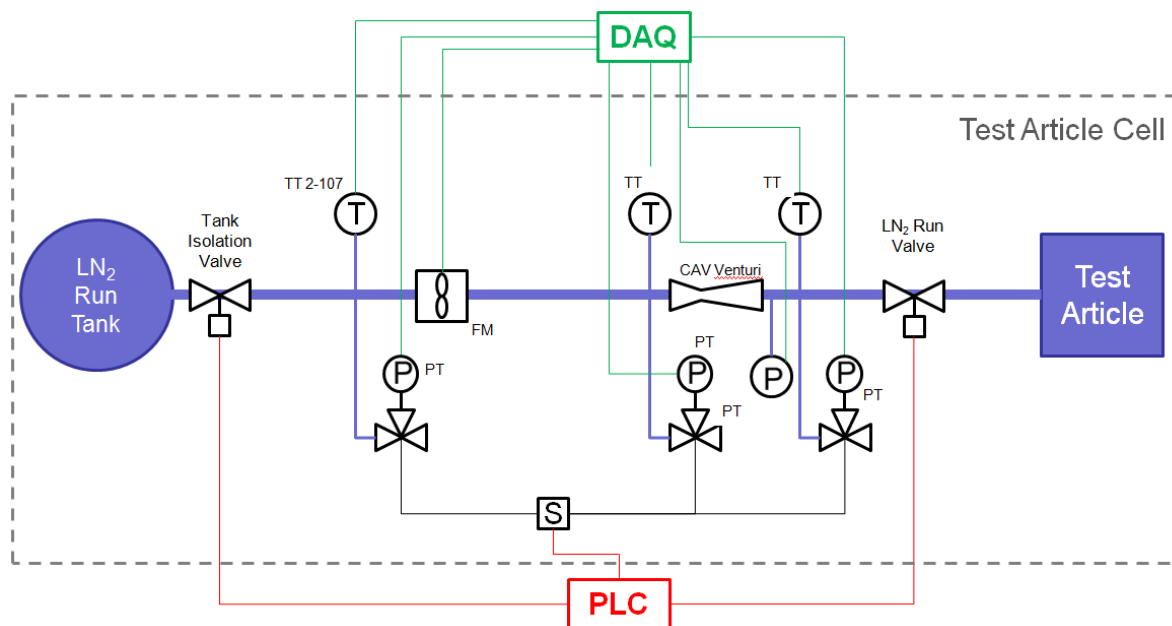 DAQ
Test Article Cell
TT 2-107
TT
TT
Tank
Isolation
Valve
LN₂ Run
Valve
T
T
T
LN₂
Run
Tank
CAV Venturi
Test
Article
FM
PT
PT
P
P
P
P
PT
PT
S
PLC